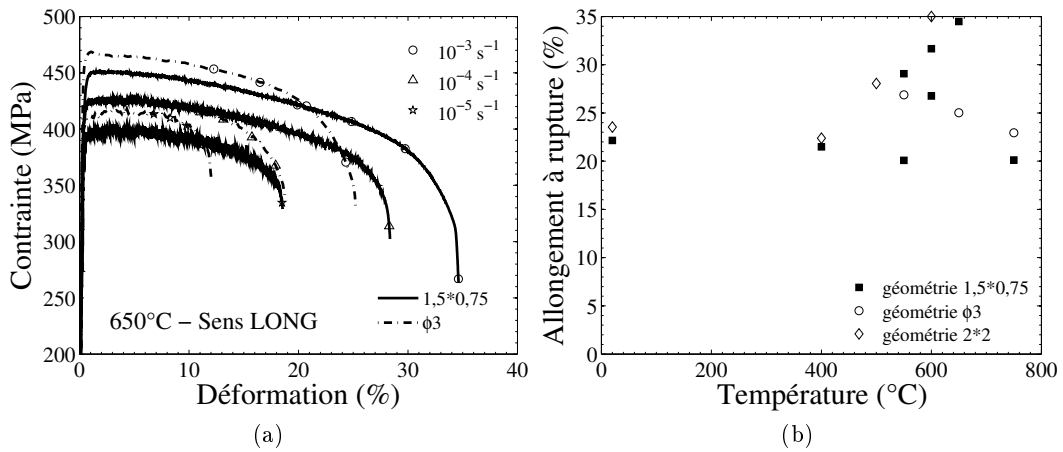 500
450
400
350
300
250
200
0
10
20
30
40
Contrainte (MPa)
Déformation (%)
10⁻³ s⁻¹
10⁻⁴ s⁻¹
10⁻⁵ s⁻¹
1,5*0,75
ϕ3
650°C – Sens LONG
(a)
35
30
25
20
15
10
5
0
0
200
400
600
800
Allongement à rupture (%)
Température (°C)
géométrie 1,5*0,75
géométrie ϕ3
géométrie 2*2
(b)